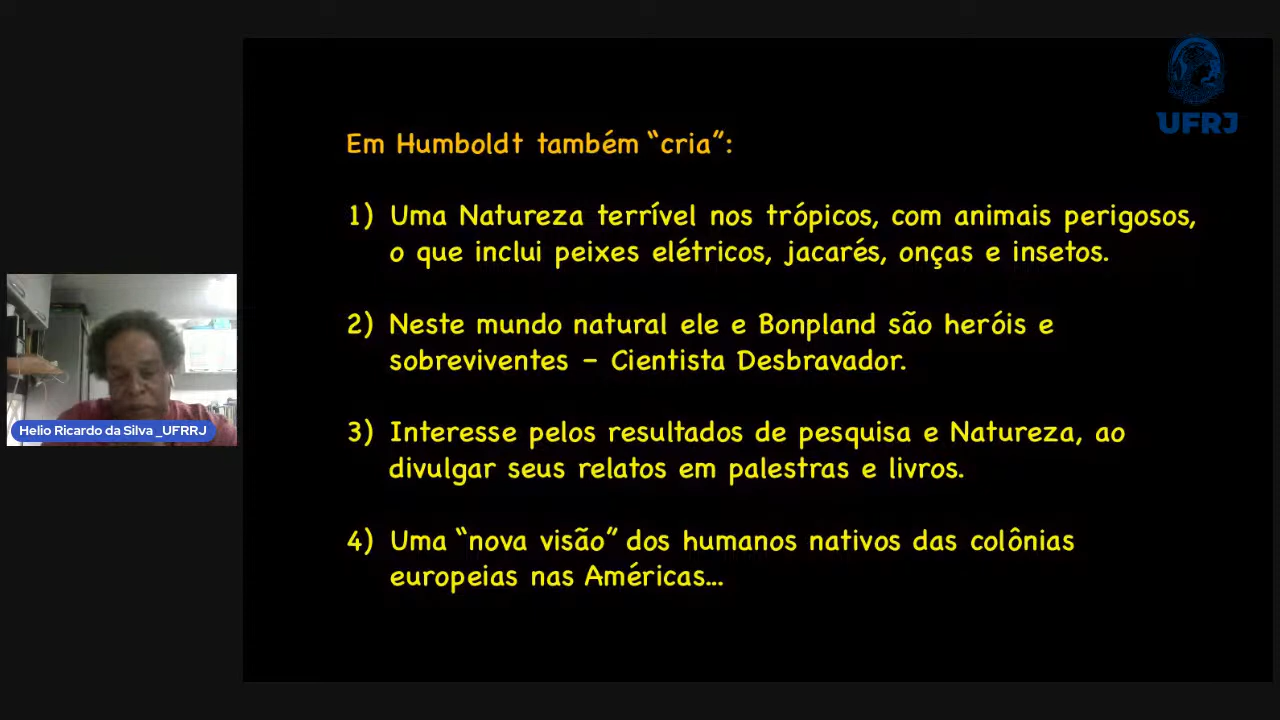 UFRJ
Em Humboldt também “cria”:
1) Uma Natureza terrível nos trópicos, com animais perigosos,
o que inclui peixes elétricos, jacarés, onças e insetos.
2) Neste mundo natural ele e Bonpland são heróis e
sobreviventes – Cientista Desbravador.
3) Interesse pelos resultados de pesquisa e Natureza, ao
divulgar seus relatos em palestras e livros.
4) Uma “nova visão” dos humanos nativos das colônias
europeias nas Américas...
Helio Ricardo da Silva _UFRRJ